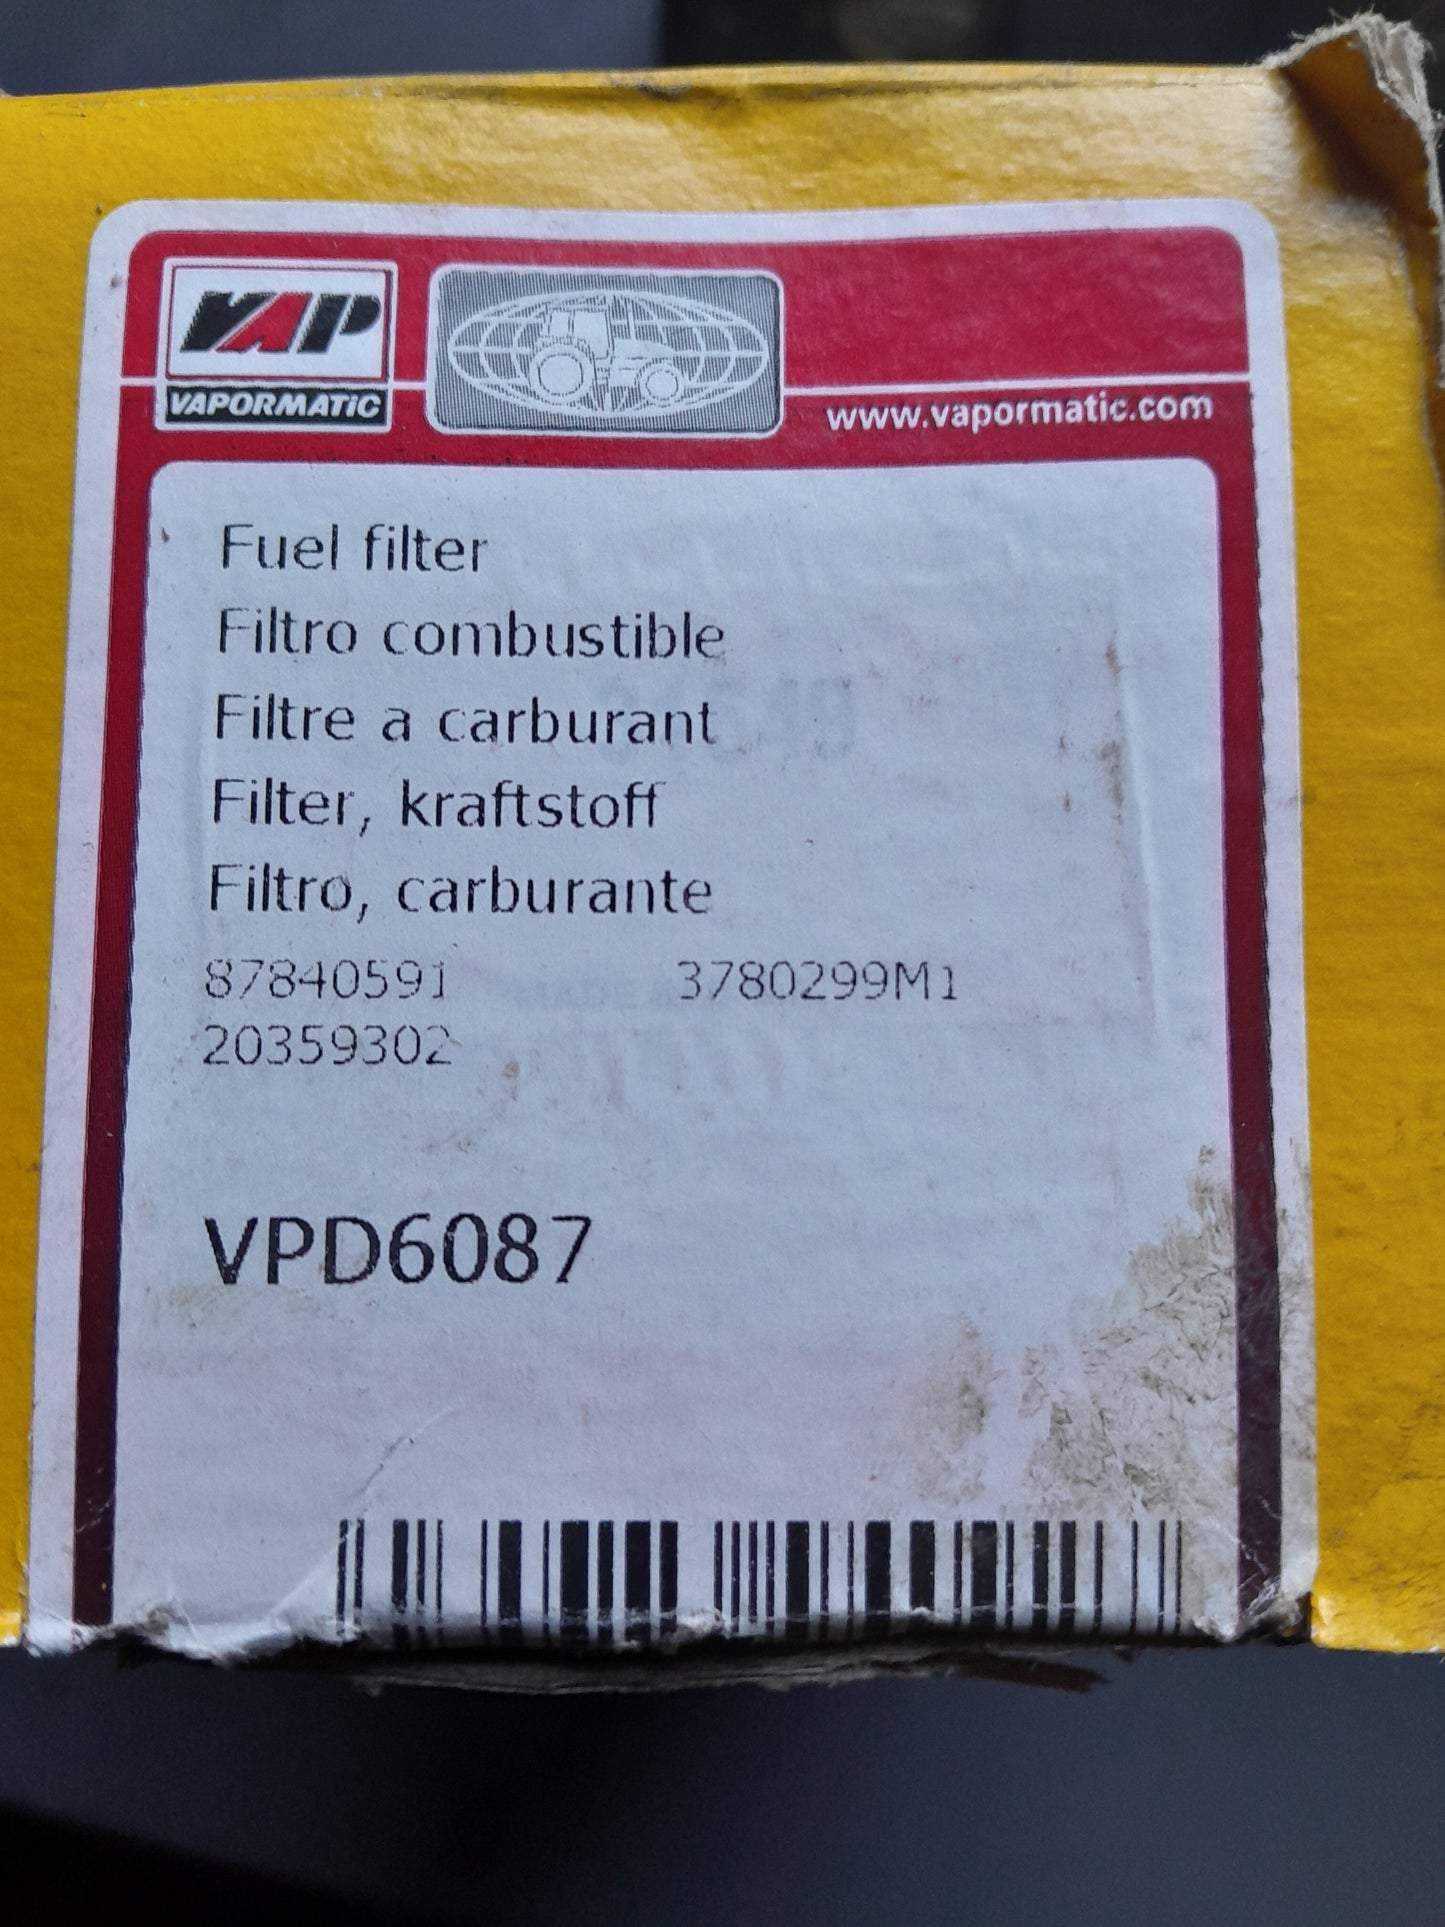 VAP
VAPORMATIC
www.vapormatic.com
Fuel filter
Filtro combustible
Filtre a carburant
Filter, kraftstoff
Filtro, carburante
87840591 3780299M1
20359302
VPD6087